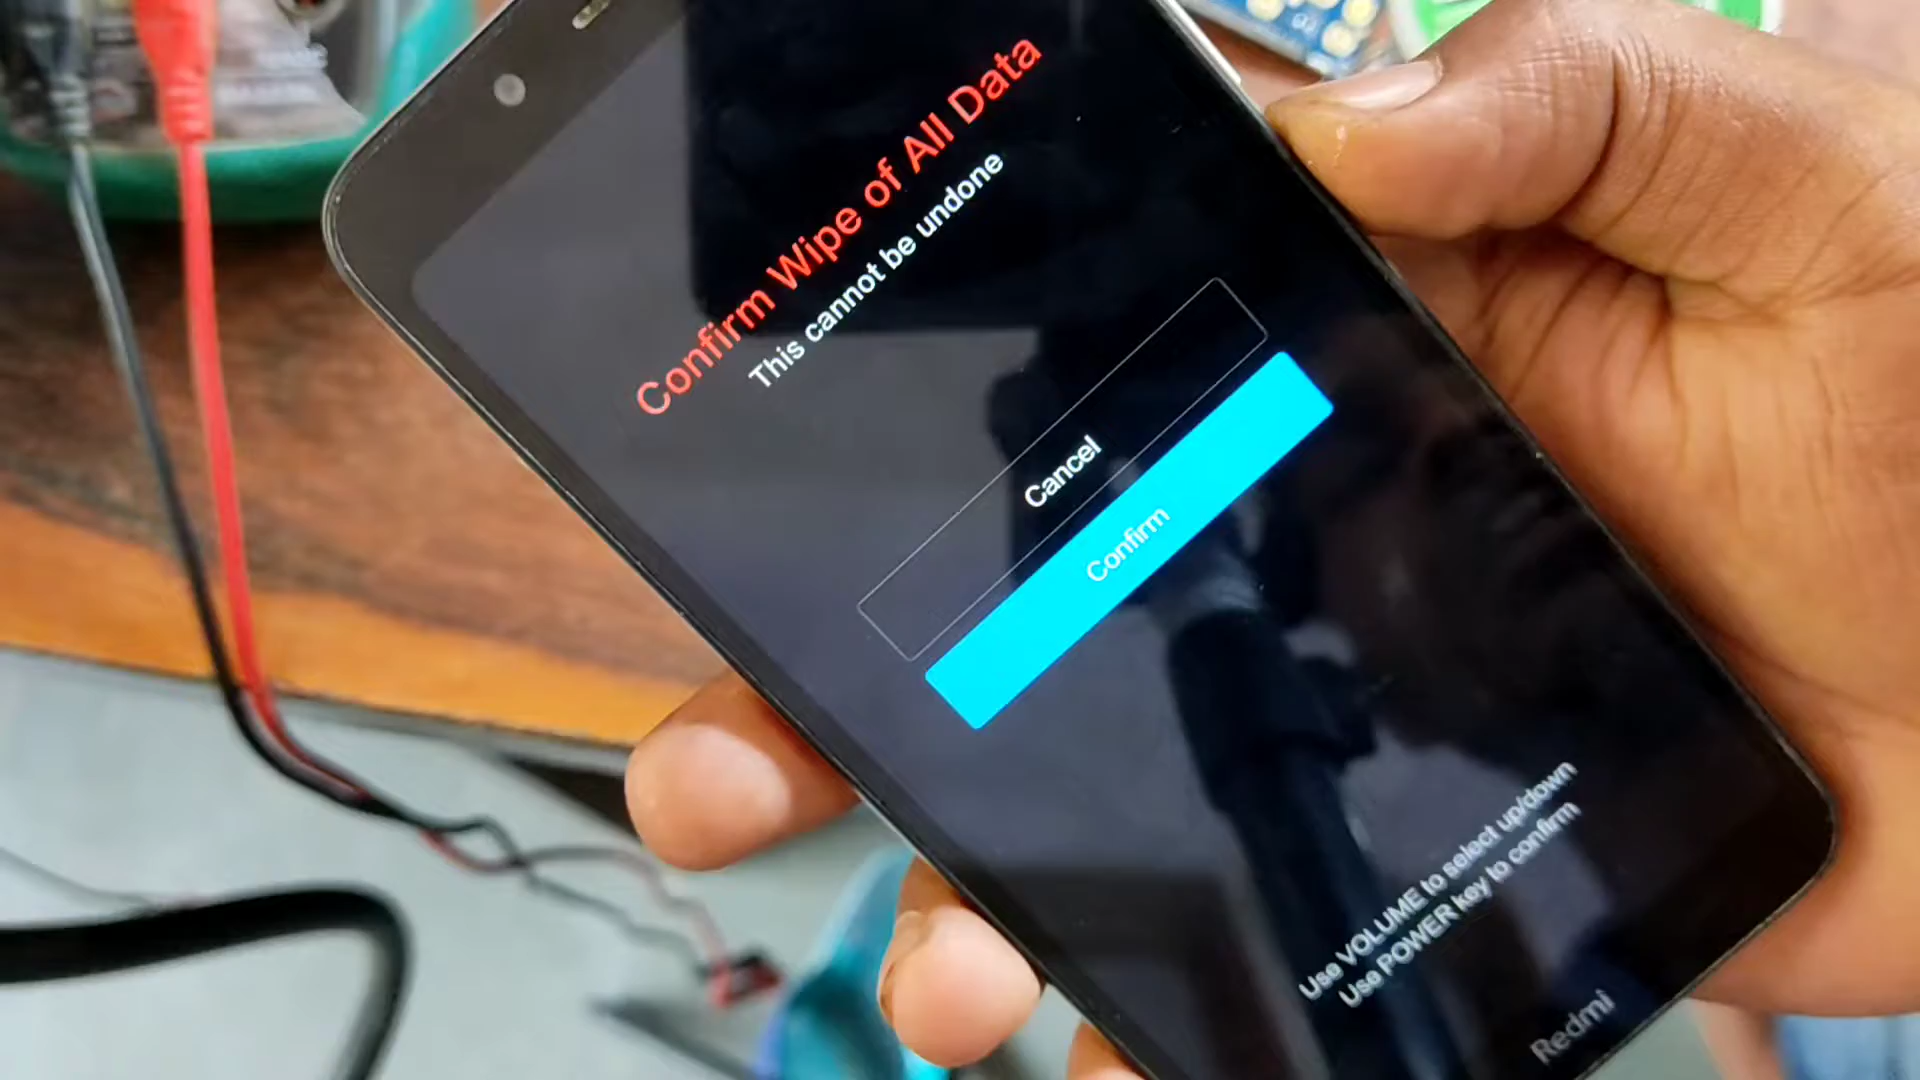 Confirm Wipe of All Data
This cannot be undone
Cancel
Confirm
Use VOLUME to select up/down
Use POWER key to confirm
Redmi